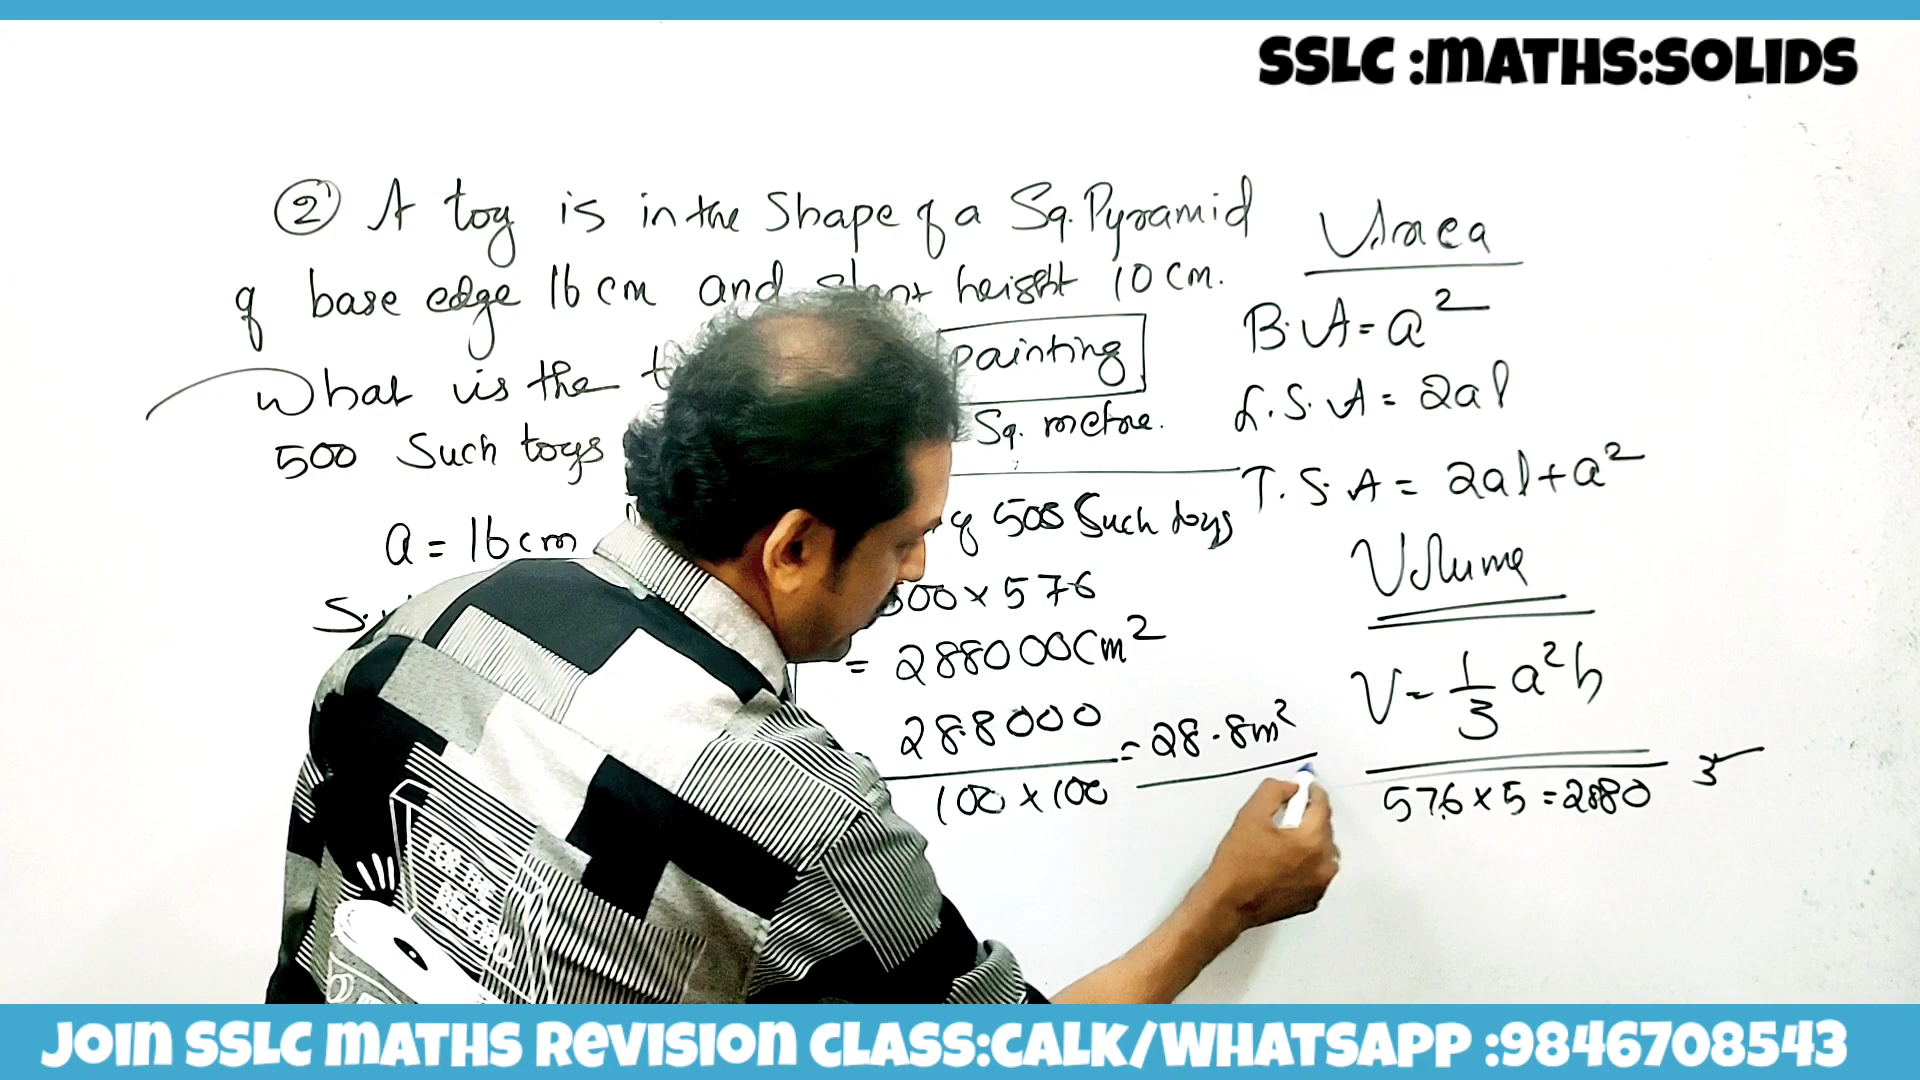 SSLC :MATHS:SOLIDS
② A toy is in the Shape of a Sq. Pyramid
of base edge 16 cm and slant height 10 cm.
What is the painting
500 Such toys Sq. metre.
a = 16 cm
of 500 Such toys
500 × 576
= 288000 Cm²
288000
100 × 100
= 28.8 m²
Area
B.A = a²
L.S.A = 2al
T.S.A = 2al + a²
Volume
V = 1/3 a²h
576 × 5 = 2880
FOR THE
RECORD
JOIN SSLC MATHS REVISION CLASS:CALK/WHATSAPP :9846708543